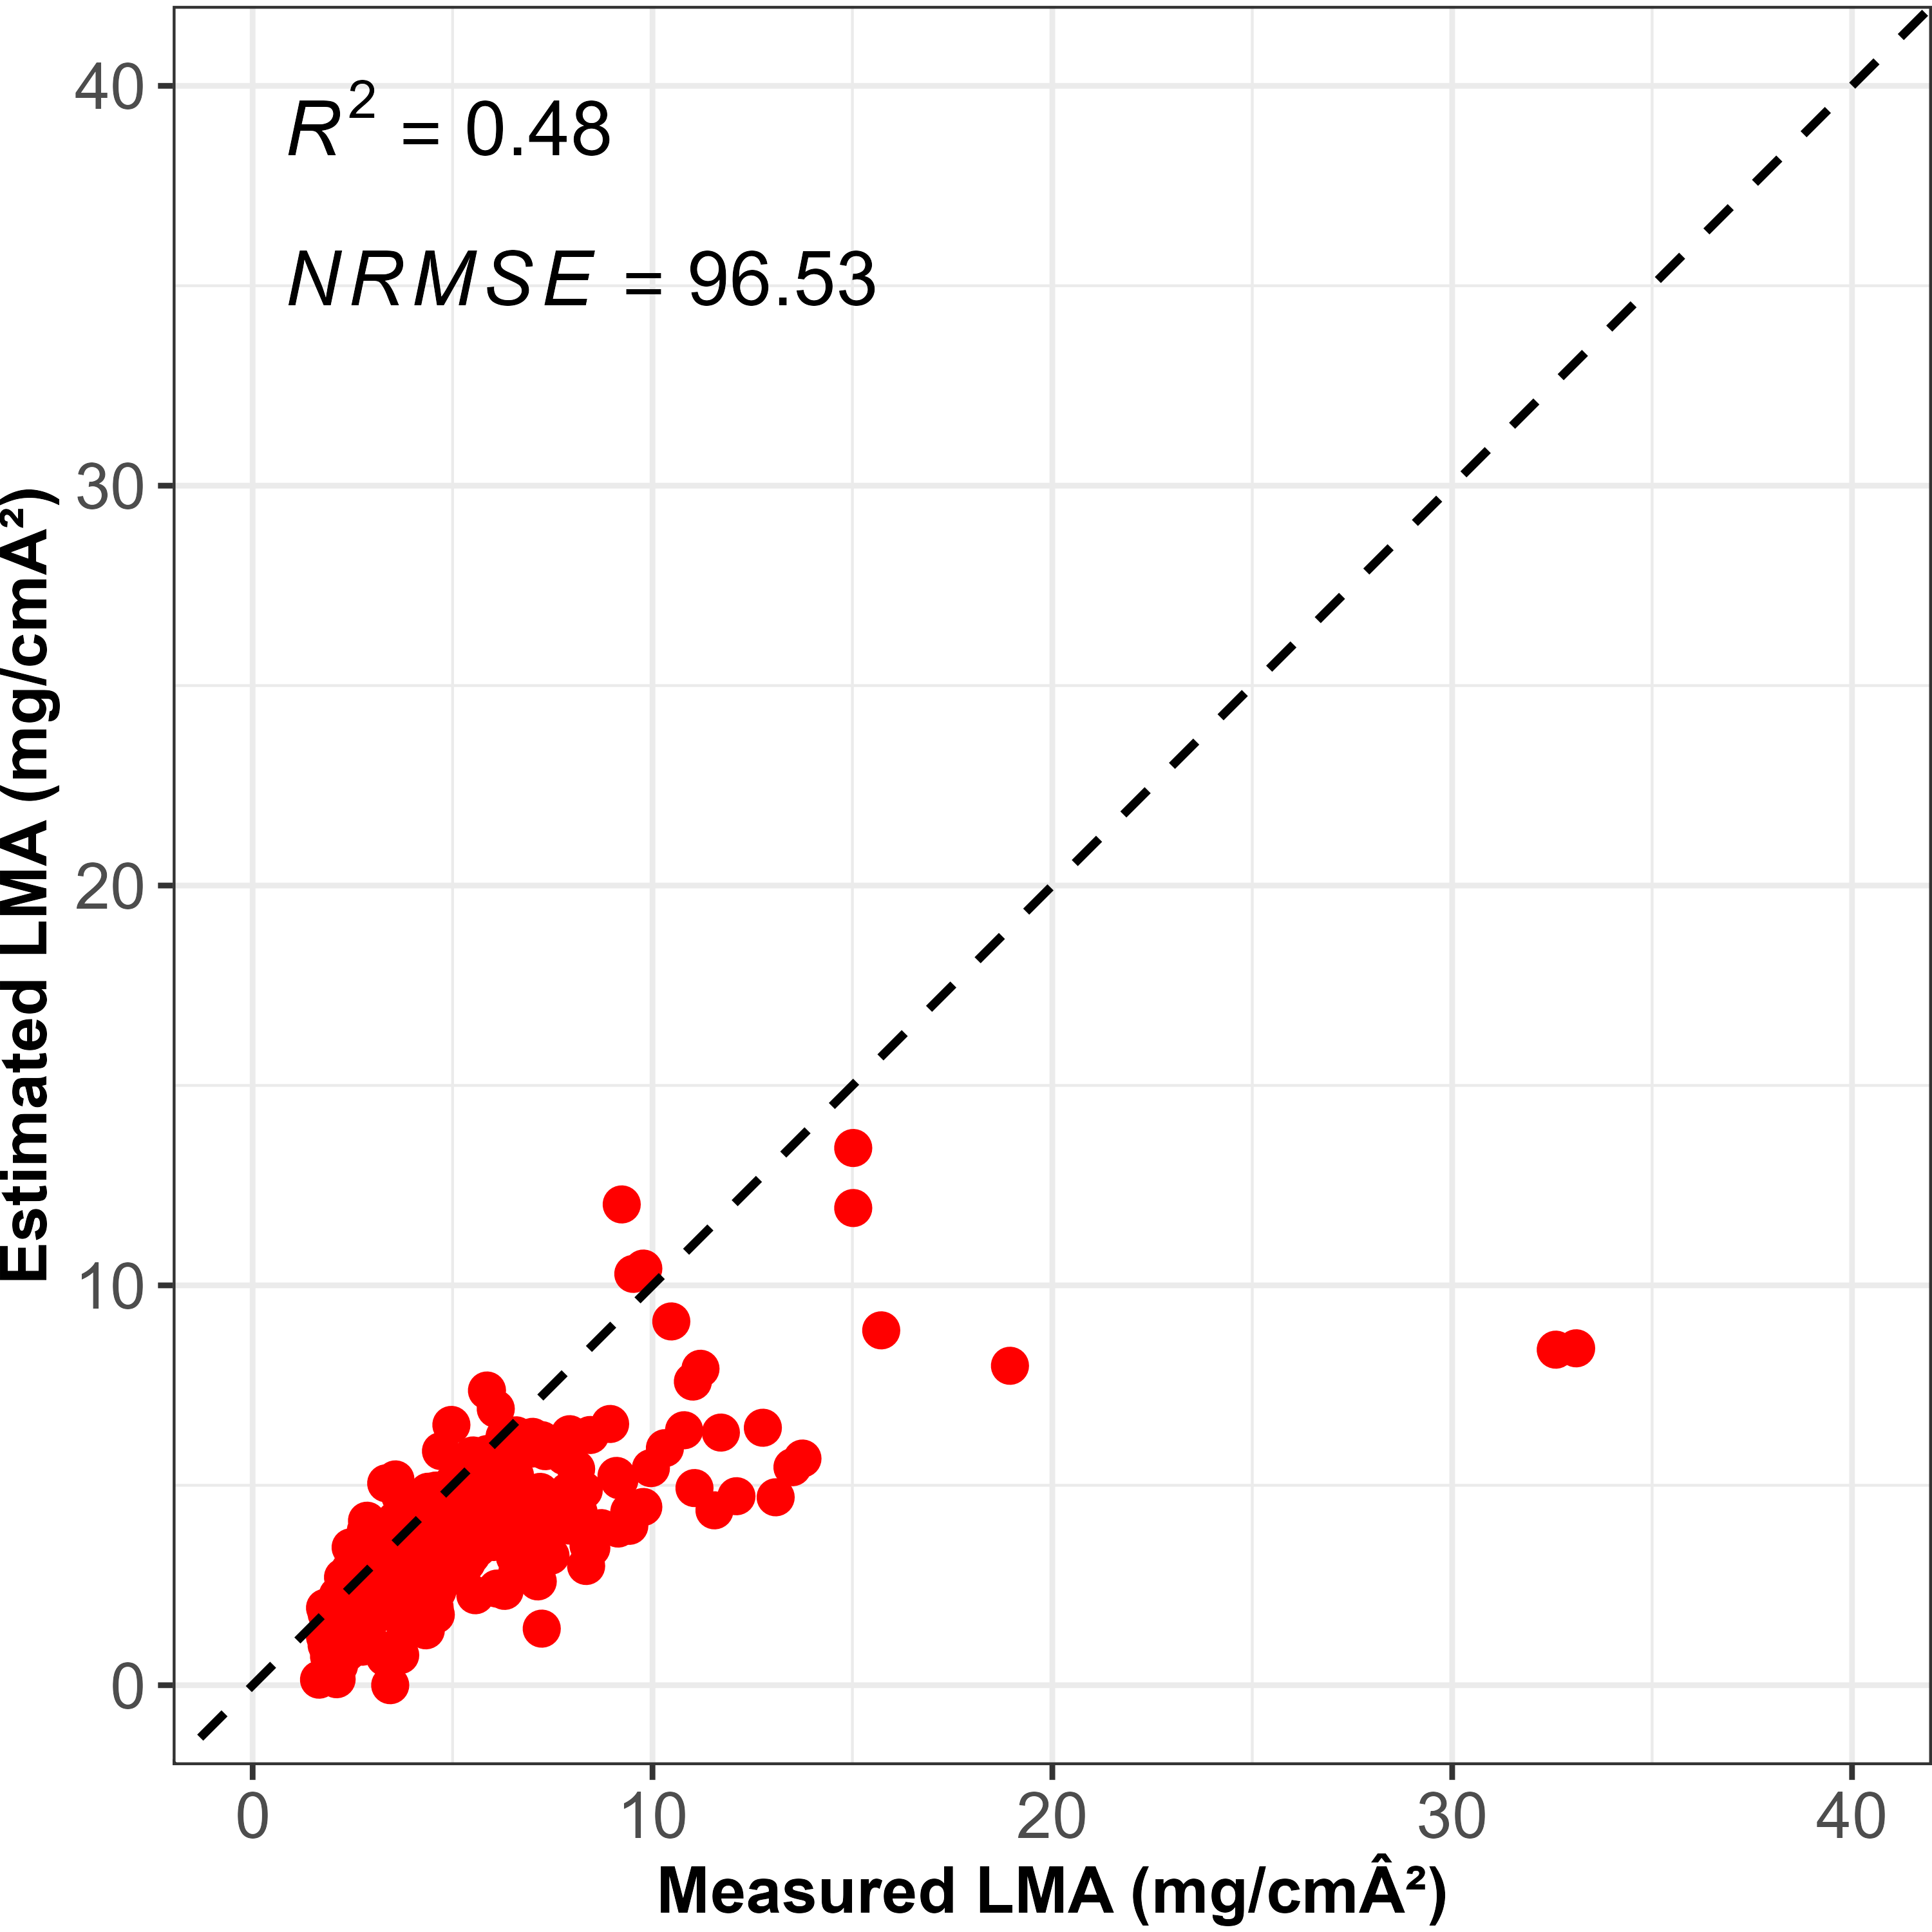 R² = 0.48
NRMSE = 96.53
40
30
20
10
0
Estimated LMA (mg/cmÂ²)
0 10 20 30 40
Measured LMA (mg/cmÂ²)